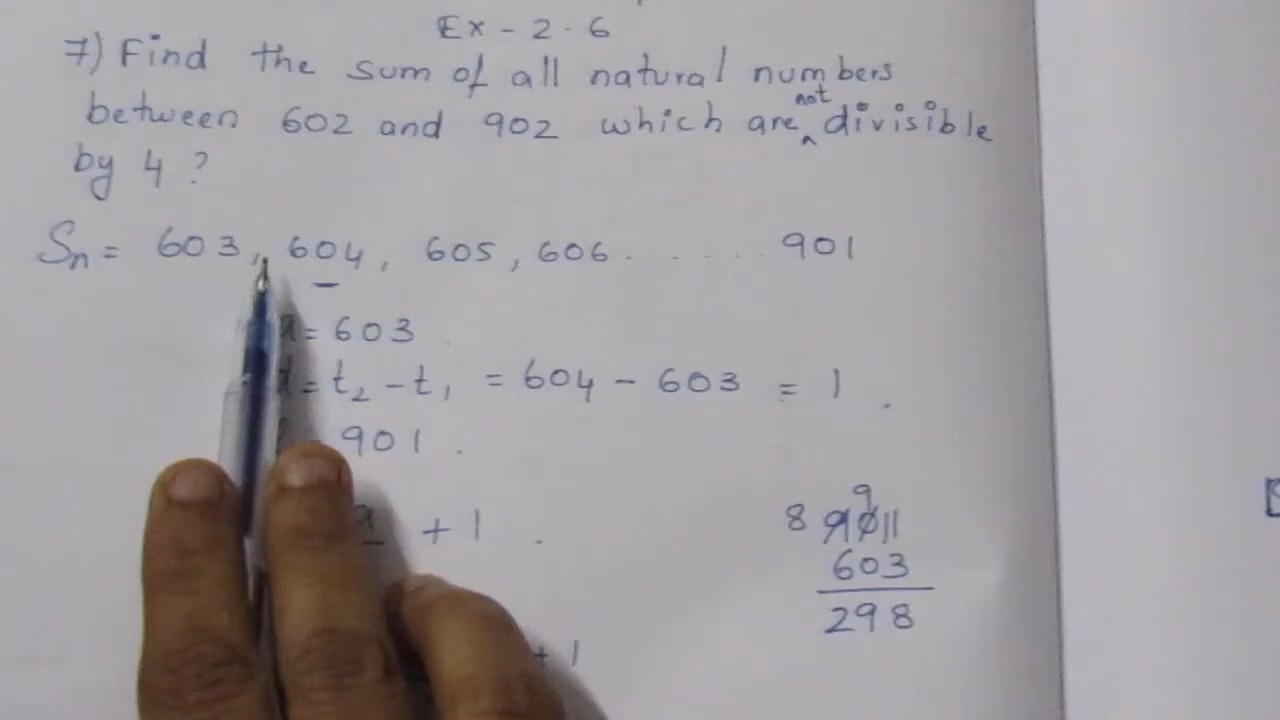 Ex - 2.6
7) Find the sum of all natural numbers
between 602 and 902 which are not divisible
by 4 ?
Sn = 603, 604, 605, 606 ...... 901
a = 603
d = t2 - t1 = 604 - 603 = 1
= 901
a + 1
8 9
9011
603
298
+ 1